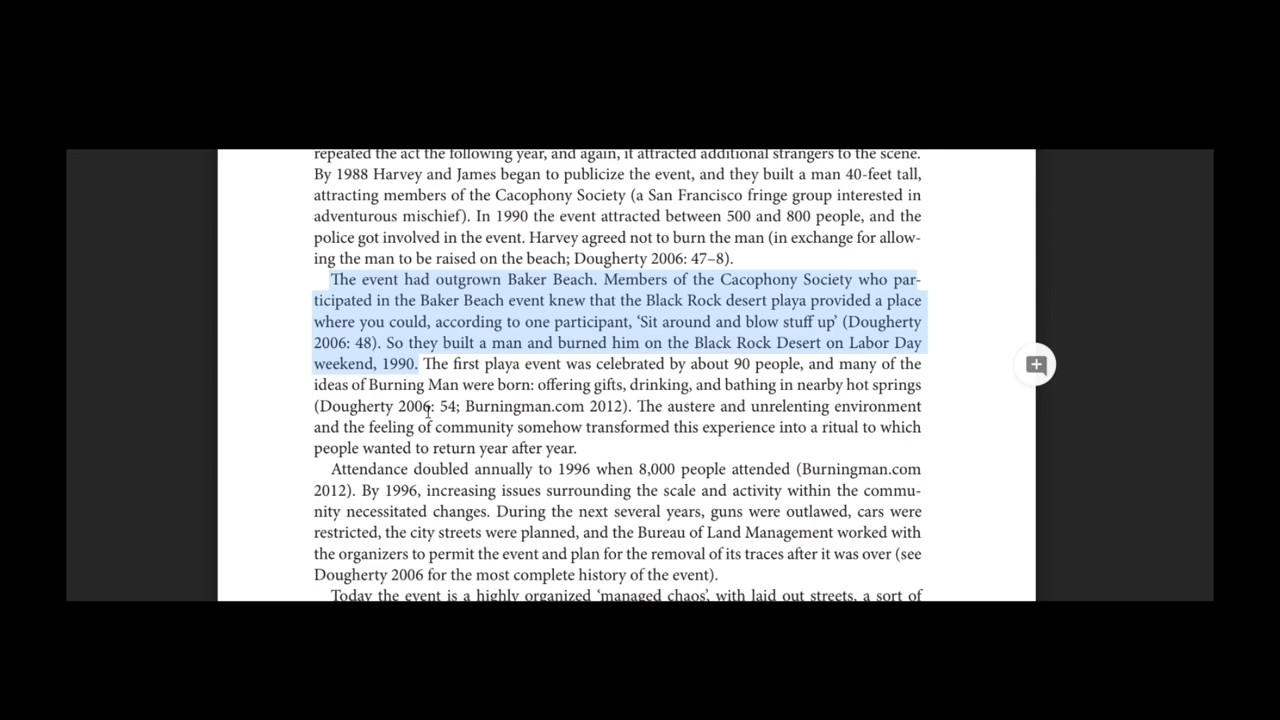 repeated the act the following year, and again, it attracted additional strangers to the scene.
By 1988 Harvey and James began to publicize the event, and they built a man 40-feet tall,
attracting members of the Cacophony Society (a San Francisco fringe group interested in
adventurous mischief). In 1990 the event attracted between 500 and 800 people, and the
police got involved in the event. Harvey agreed not to burn the man (in exchange for allow-
ing the man to be raised on the beach; Dougherty 2006: 47–8).
The event had outgrown Baker Beach. Members of the Cacophony Society who par-
ticipated in the Baker Beach event knew that the Black Rock desert playa provided a place
where you could, according to one participant, ‘Sit around and blow stuff up’ (Dougherty
2006: 48). So they built a man and burned him on the Black Rock Desert on Labor Day
weekend, 1990. The first playa event was celebrated by about 90 people, and many of the
ideas of Burning Man were born: offering gifts, drinking, and bathing in nearby hot springs
(Dougherty 2006: 54; Burningman.com 2012). The austere and unrelenting environment
and the feeling of community somehow transformed this experience into a ritual to which
people wanted to return year after year.
Attendance doubled annually to 1996 when 8,000 people attended (Burningman.com
2012). By 1996, increasing issues surrounding the scale and activity within the commu-
nity necessitated changes. During the next several years, guns were outlawed, cars were
restricted, the city streets were planned, and the Bureau of Land Management worked with
the organizers to permit the event and plan for the removal of its traces after it was over (see
Dougherty 2006 for the most complete history of the event).
Today the event is a highly organized ‘managed chaos’, with laid out streets, a sort of